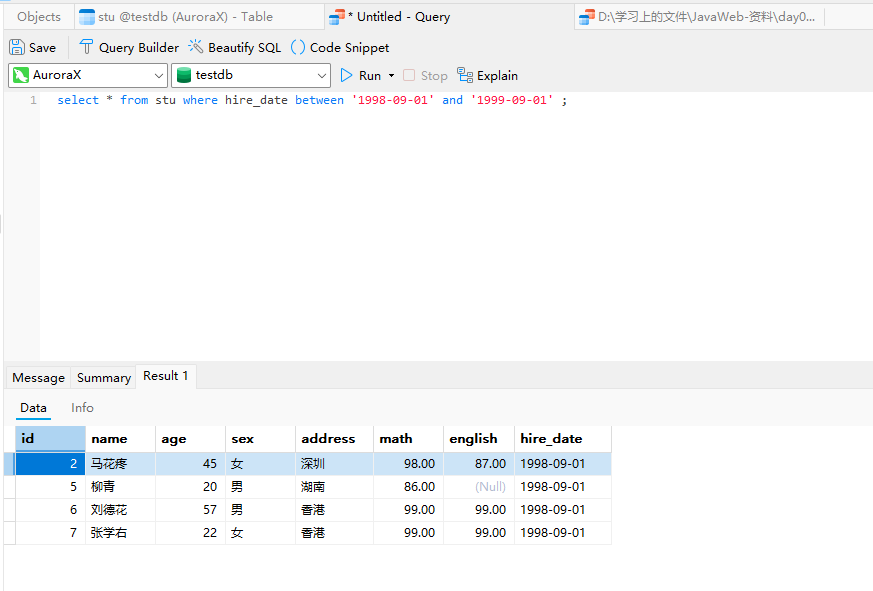 Objects stu @testdb (AuroraX) - Table * Untitled - Query D:\学习上的文件\JavaWeb-资料\day0...
Save Query Builder Beautify SQL () Code Snippet
AuroraX testdb Run Stop Explain
1 select * from stu where hire_date between '1998-09-01' and '1999-09-01' ;
Message Summary Result 1
Data Info
id name age sex address math english hire_date
2 马花疼 45 女 深圳 98.00 87.00 1998-09-01
5 柳青 20 男 湖南 86.00 (Null) 1998-09-01
6 刘德花 57 男 香港 99.00 99.00 1998-09-01
7 张学右 22 女 香港 99.00 99.00 1998-09-01